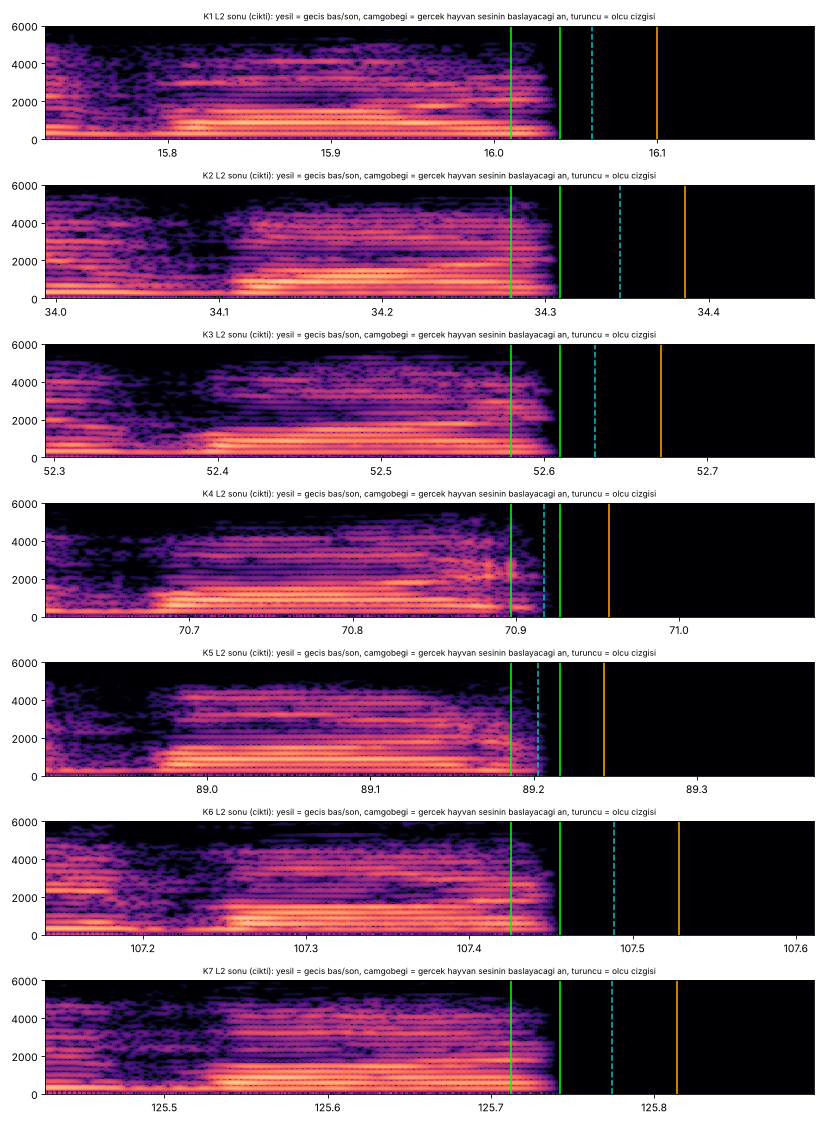 K1 L2 sonu (cikti): yesil = gecis bas/son, camgobegi = gercek hayvan sesinin baslayacagi an, turuncu = olcu cizgisi
6000
4000
2000
0
15.8 15.9 16.0 16.1
K2 L2 sonu (cikti): yesil = gecis bas/son, camgobegi = gercek hayvan sesinin baslayacagi an, turuncu = olcu cizgisi
6000
4000
2000
0
34.0 34.1 34.2 34.3 34.4
K3 L2 sonu (cikti): yesil = gecis bas/son, camgobegi = gercek hayvan sesinin baslayacagi an, turuncu = olcu cizgisi
6000
4000
2000
0
52.3 52.4 52.5 52.6 52.7
K4 L2 sonu (cikti): yesil = gecis bas/son, camgobegi = gercek hayvan sesinin baslayacagi an, turuncu = olcu cizgisi
6000
4000
2000
0
70.7 70.8 70.9 71.0
K5 L2 sonu (cikti): yesil = gecis bas/son, camgobegi = gercek hayvan sesinin baslayacagi an, turuncu = olcu cizgisi
6000
4000
2000
0
89.0 89.1 89.2 89.3
K6 L2 sonu (cikti): yesil = gecis bas/son, camgobegi = gercek hayvan sesinin baslayacagi an, turuncu = olcu cizgisi
6000
4000
2000
0
107.2 107.3 107.4 107.5 107.6
K7 L2 sonu (cikti): yesil = gecis bas/son, camgobegi = gercek hayvan sesinin baslayacagi an, turuncu = olcu cizgisi
6000
4000
2000
0
125.5 125.6 125.7 125.8